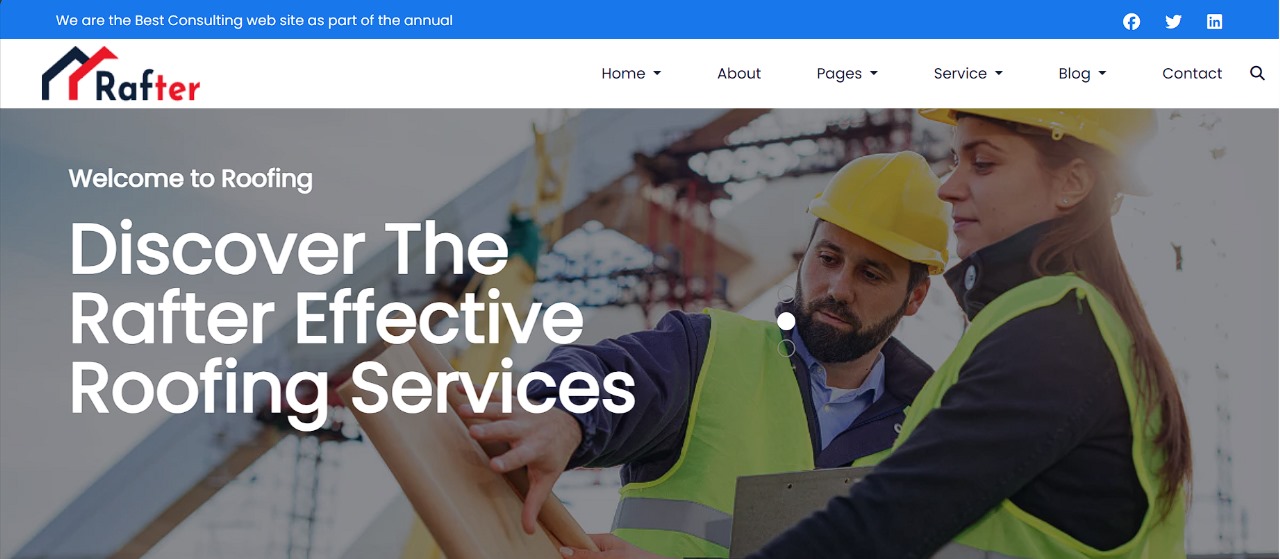 We are the Best Consulting web site as part of the annual
Rafter
Home
About
Pages
Service
Blog
Contact
Welcome to Roofing
Discover The
Rafter Effective
Roofing Services